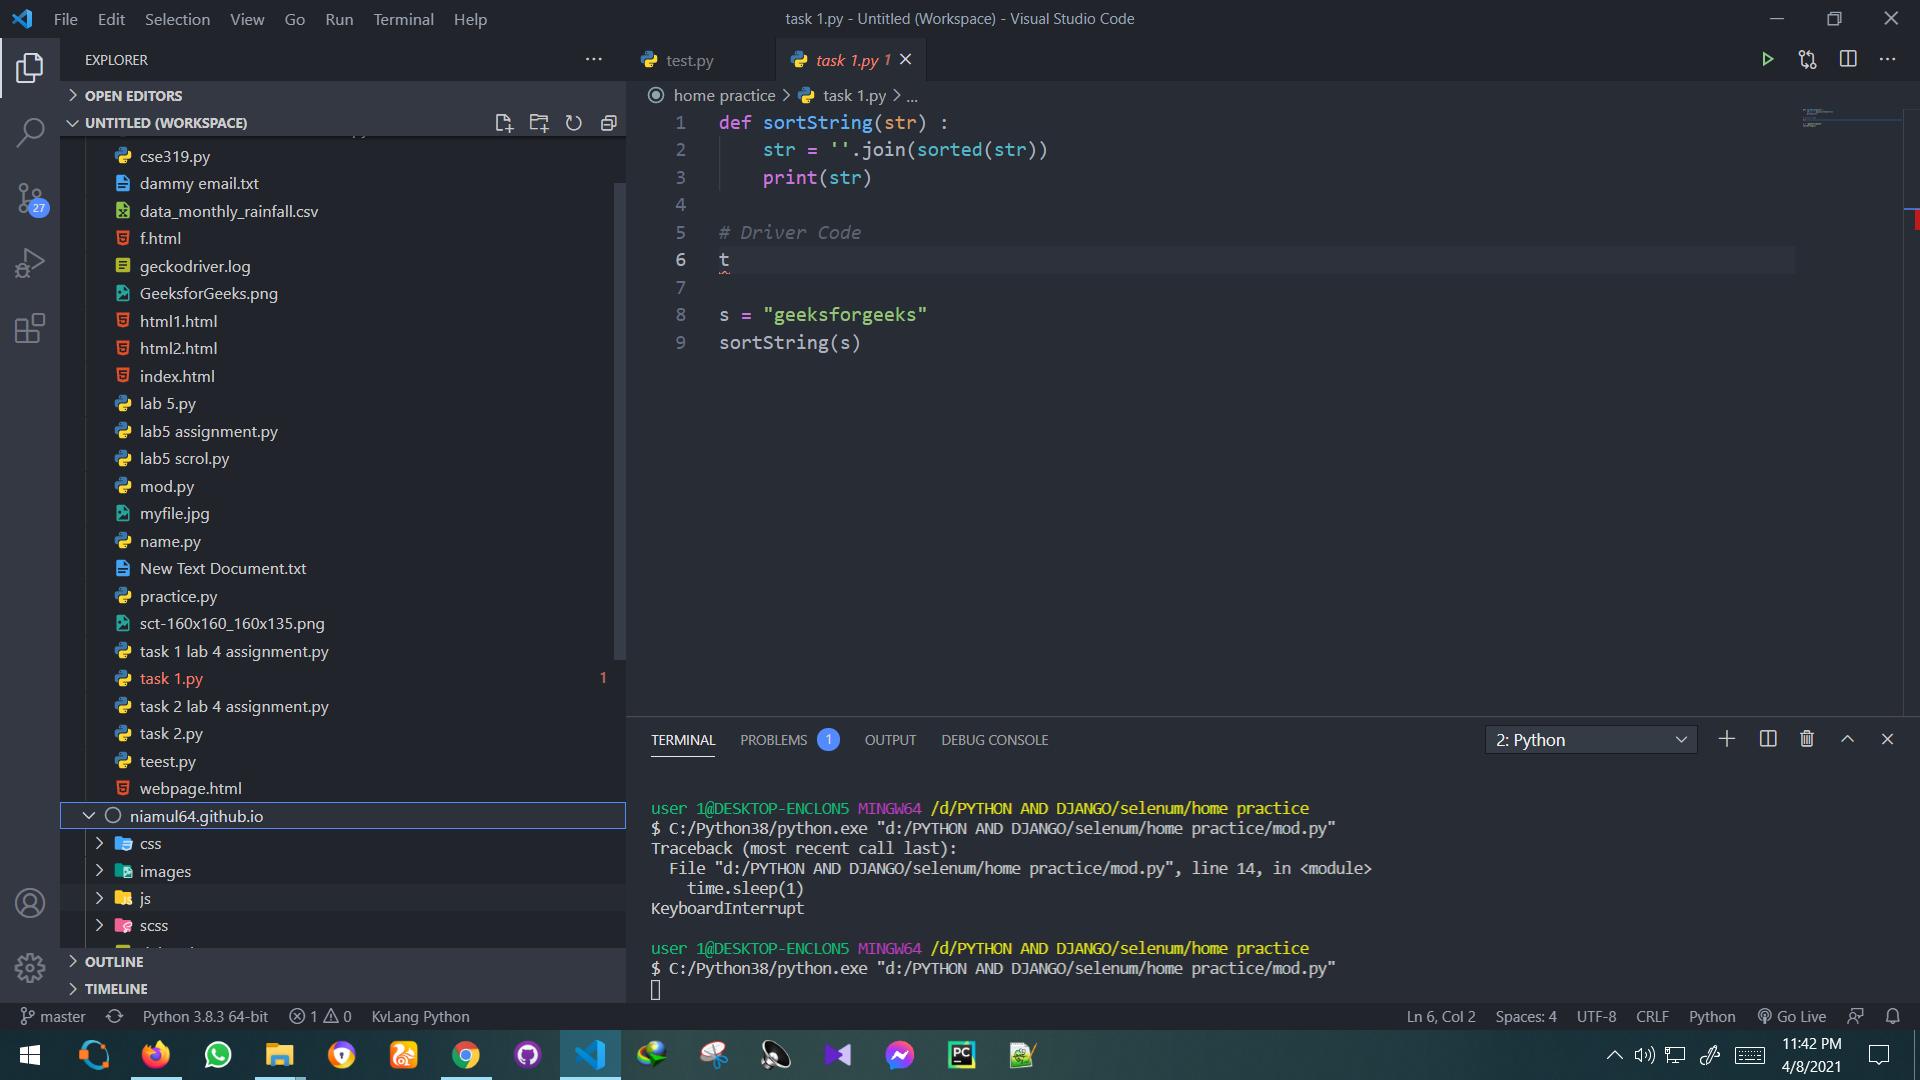 File Edit Selection View Go Run Terminal Help
task 1.py - Untitled (Workspace) - Visual Studio Code
EXPLORER
OPEN EDITORS
UNTITLED (WORKSPACE)
cse319.py
dammy email.txt
data_monthly_rainfall.csv
f.html
geckodriver.log
GeeksforGeeks.png
html1.html
html2.html
index.html
lab 5.py
lab5 assignment.py
lab5 scrol.py
mod.py
myfile.jpg
name.py
New Text Document.txt
practice.py
sct-160x160_160x135.png
task 1 lab 4 assignment.py
task 1.py 1
task 2 lab 4 assignment.py
task 2.py
teest.py
webpage.html
niamul64.github.io
css
images
js
scss
OUTLINE
TIMELINE
27
test.py
task 1.py 1
home practice > task 1.py > ...
1 def sortString(str) :
2 str = ''.join(sorted(str))
3 print(str)
4
5 # Driver Code
6 t
7
8 s = "geeksforgeeks"
9 sortString(s)
TERMINAL PROBLEMS 1 OUTPUT DEBUG CONSOLE
2: Python
user 1@DESKTOP-ENCLON5 MINGW64 /d/PYTHON AND DJANGO/selenum/home practice
$ C:/Python38/python.exe "d:/PYTHON AND DJANGO/selenum/home practice/mod.py"
Traceback (most recent call last):
File "d:/PYTHON AND DJANGO/selenum/home practice/mod.py", line 14, in <module>
time.sleep(1)
KeyboardInterrupt
user 1@DESKTOP-ENCLON5 MINGW64 /d/PYTHON AND DJANGO/selenum/home practice
$ C:/Python38/python.exe "d:/PYTHON AND DJANGO/selenum/home practice/mod.py"
master Python 3.8.3 64-bit 1 0 KvLang Python
Ln 6, Col 2 Spaces: 4 UTF-8 CRLF Python Go Live
PC
11:42 PM
4/8/2021